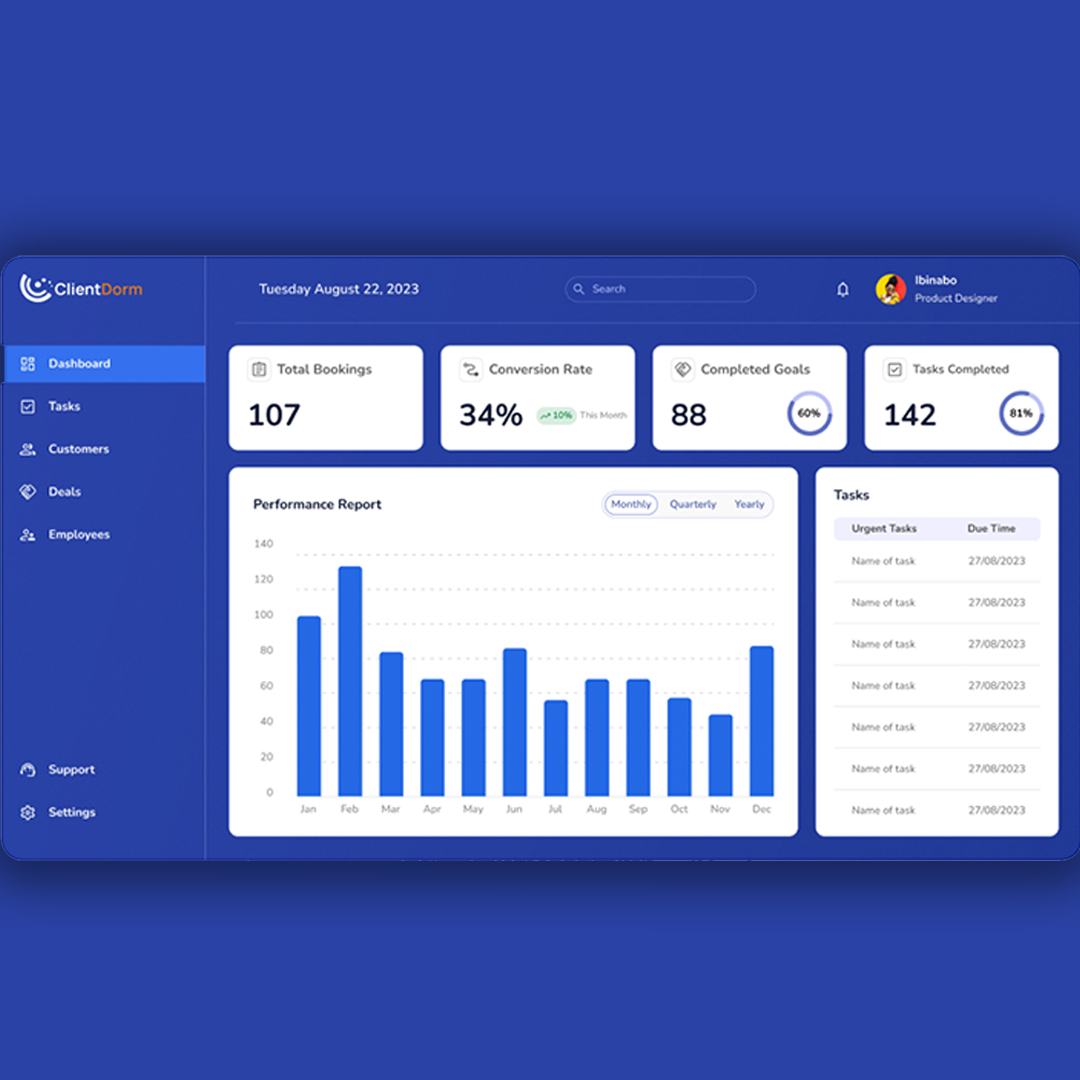 ClientDorm
Tuesday August 22, 2023
Search
Ibinabo
Product Designer
Dashboard
Tasks
Customers
Deals
Employees
Support
Settings
Total Bookings
107
Conversion Rate
34% 10% This Month
Completed Goals
88 60%
Tasks Completed
142 81%
Performance Report Monthly Quarterly Yearly
140
120
100
80
60
40
20
0
Jan Feb Mar Apr May Jun Jul Aug Sep Oct Nov Dec
Tasks
Urgent Tasks Due Time
Name of task 27/08/2023
Name of task 27/08/2023
Name of task 27/08/2023
Name of task 27/08/2023
Name of task 27/08/2023
Name of task 27/08/2023
Name of task 27/08/2023